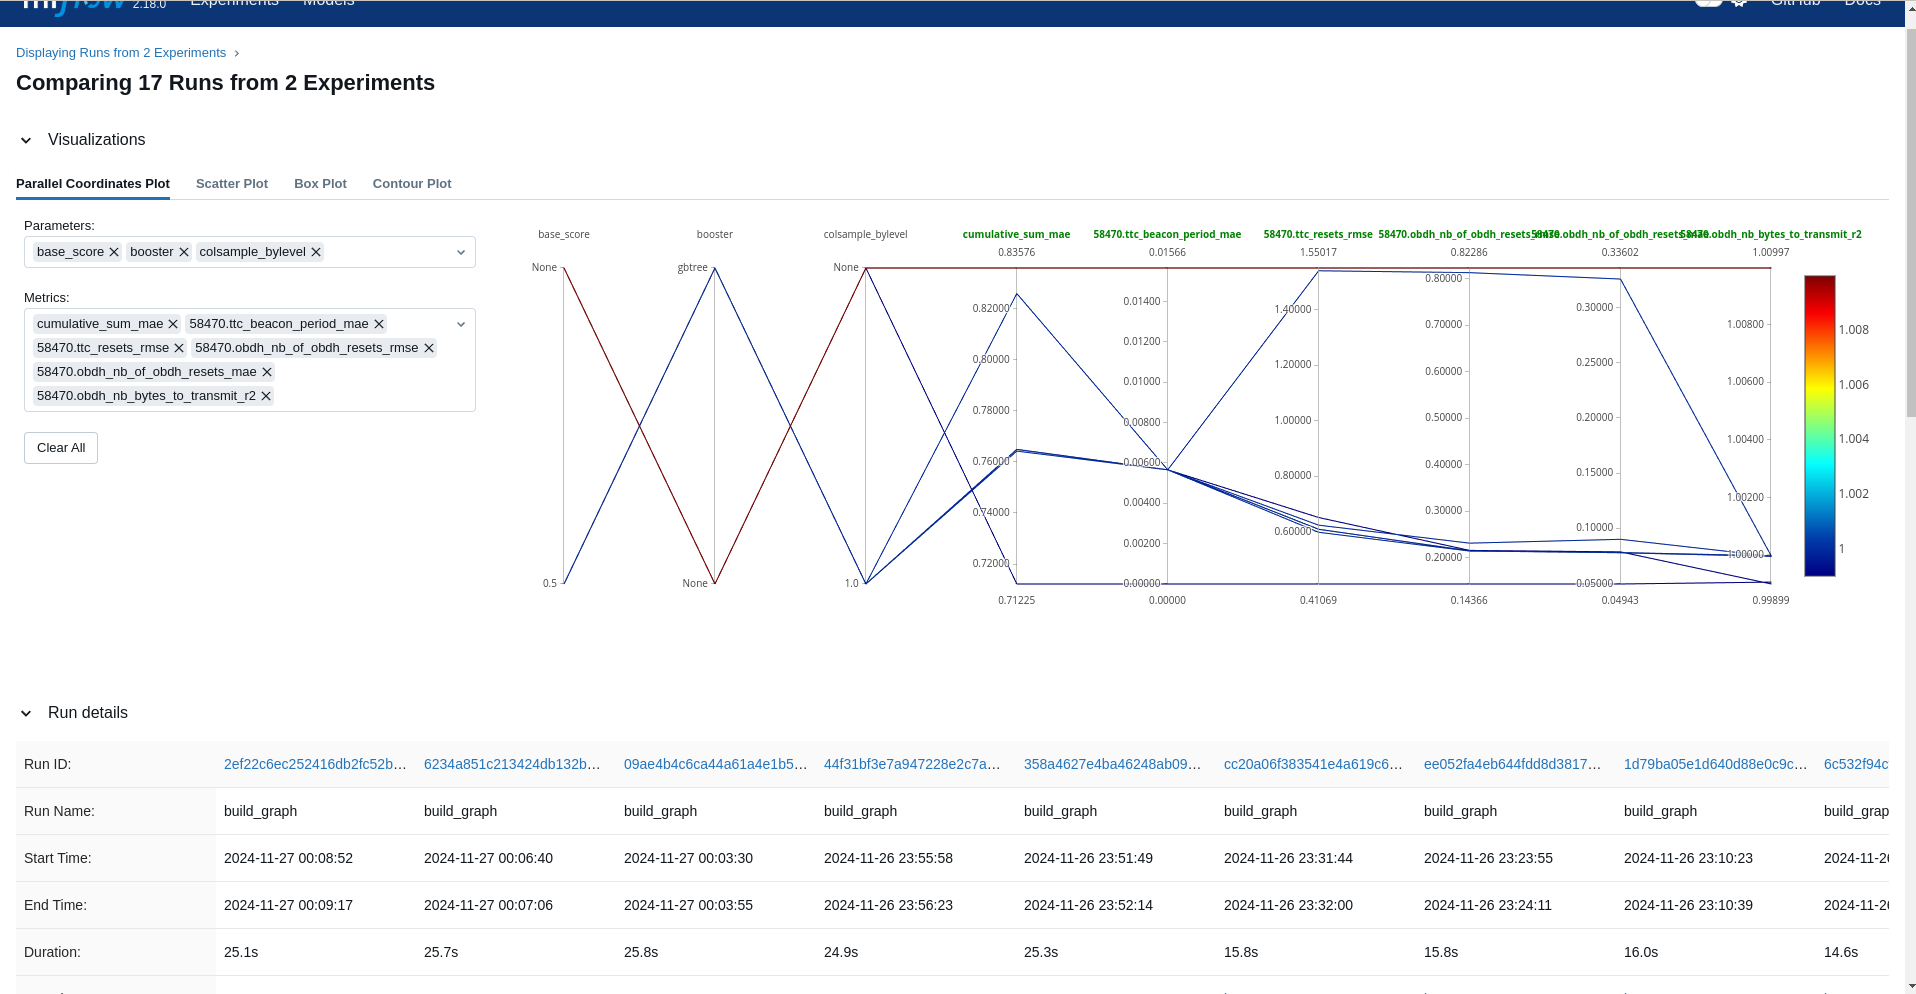 mlflow 2.18.0 Experiments Models GitHub Docs
Displaying Runs from 2 Experiments ›
Comparing 17 Runs from 2 Experiments
Visualizations
Parallel Coordinates Plot Scatter Plot Box Plot Contour Plot
Parameters:
base_score booster colsample_bylevel
Metrics:
cumulative_sum_mae 58470.ttc_beacon_period_mae
58470.ttc_resets_rmse 58470.obdh_nb_of_obdh_resets_rmse
58470.obdh_nb_of_obdh_resets_mae
58470.obdh_nb_bytes_to_transmit_r2
Clear All
base_score
None
0.5
booster
gbtree
None
colsample_bylevel
None
1.0
cumulative_sum_mae
0.83576
0.82000
0.80000
0.78000
0.76000
0.74000
0.72000
0.71225
58470.ttc_beacon_period_mae
0.01566
0.01400
0.01200
0.01000
0.00800
0.00600
0.00400
0.00200
0.00000
0.00000
58470.ttc_resets_rmse
1.55017
1.40000
1.20000
1.00000
0.80000
0.60000
0.41069
58470.obdh_nb_of_obdh_resets_rmse
0.82286
0.80000
0.70000
0.60000
0.50000
0.40000
0.30000
0.20000
0.14366
58470.obdh_nb_of_obdh_resets_mae
0.33602
0.30000
0.25000
0.20000
0.15000
0.10000
0.05000
0.04943
58470.obdh_nb_bytes_to_transmit_r2
1.00997
1.00800
1.00600
1.00400
1.00200
1.00000
0.99899
1.008
1.006
1.004
1.002
1
Run details
Run ID: 2ef22c6ec252416db2fc52b... 6234a851c213424db132b... 09ae4b4c6ca44a61a4e1b5... 44f31bf3e7a947228e2c7a... 358a4627e4ba46248ab09... cc20a06f383541e4a619c6... ee052fa4eb644fdd8d3817... 1d79ba05e1d640d88e0c9c... 6c532f94c
Run Name: build_graph build_graph build_graph build_graph build_graph build_graph build_graph build_graph build_grap
Start Time: 2024-11-27 00:08:52 2024-11-27 00:06:40 2024-11-27 00:03:30 2024-11-26 23:55:58 2024-11-26 23:51:49 2024-11-26 23:31:44 2024-11-26 23:23:55 2024-11-26 23:10:23 2024-11-26
End Time: 2024-11-27 00:09:17 2024-11-27 00:07:06 2024-11-27 00:03:55 2024-11-26 23:56:23 2024-11-26 23:52:14 2024-11-26 23:32:00 2024-11-26 23:24:11 2024-11-26 23:10:39 2024-11-26
Duration: 25.1s 25.7s 25.8s 24.9s 25.3s 15.8s 15.8s 16.0s 14.6s